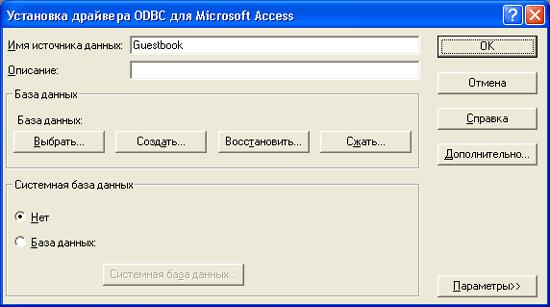 Установка драйвера ODBC для Microsoft Access
Имя источника данных: Guestbook
OK
Описание:
Отмена
База данных
База данных:
Выбрать... Создать... Восстановить... Сжать...
Справка
Дополнительно...
Системная база данных
Нет
База данных:
Системная база данных...
Параметры>>